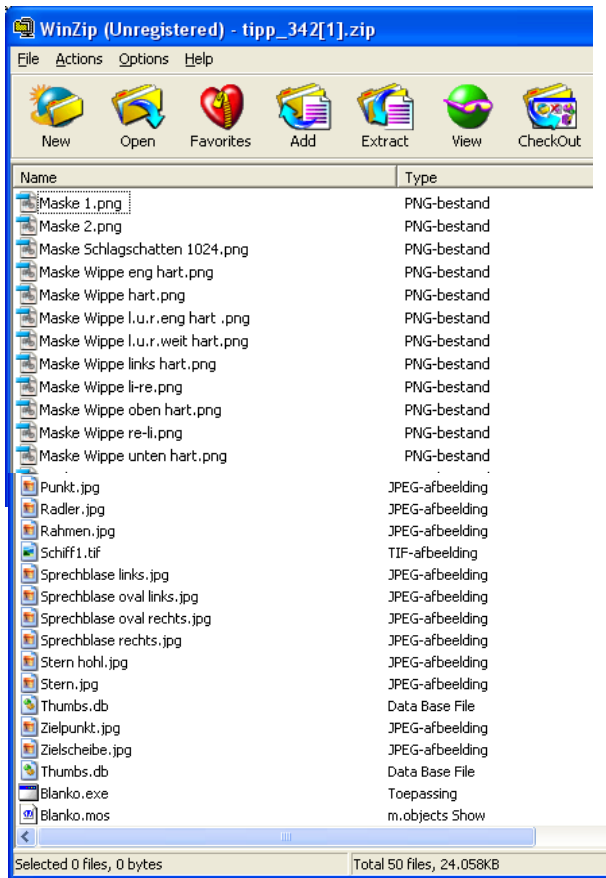 WinZip (Unregistered) - tipp_342[1].zip
File Actions Options Help
New Open Favorites Add Extract View CheckOut
Name Type
Maske 1.png PNG-bestand
Maske 2.png PNG-bestand
Maske Schlagschatten 1024.png PNG-bestand
Maske Wippe eng hart.png PNG-bestand
Maske Wippe hart.png PNG-bestand
Maske Wippe l.u.r.eng hart .png PNG-bestand
Maske Wippe l.u.r.weit hart.png PNG-bestand
Maske Wippe links hart.png PNG-bestand
Maske Wippe li-re.png PNG-bestand
Maske Wippe oben hart.png PNG-bestand
Maske Wippe re-li.png PNG-bestand
Maske Wippe unten hart.png PNG-bestand
Punkt.jpg JPEG-afbeelding
Radler.jpg JPEG-afbeelding
Rahmen.jpg JPEG-afbeelding
Schiff1.tif TIF-afbeelding
Sprechblase links.jpg JPEG-afbeelding
Sprechblase oval links.jpg JPEG-afbeelding
Sprechblase oval rechts.jpg JPEG-afbeelding
Sprechblase rechts.jpg JPEG-afbeelding
Stern hohl.jpg JPEG-afbeelding
Stern.jpg JPEG-afbeelding
Thumbs.db Data Base File
Zielpunkt.jpg JPEG-afbeelding
Zielscheibe.jpg JPEG-afbeelding
Thumbs.db Data Base File
Blanko.exe Toepassing
Blanko.mos m.objects Show
Selected 0 files, 0 bytes Total 50 files, 24.058KB